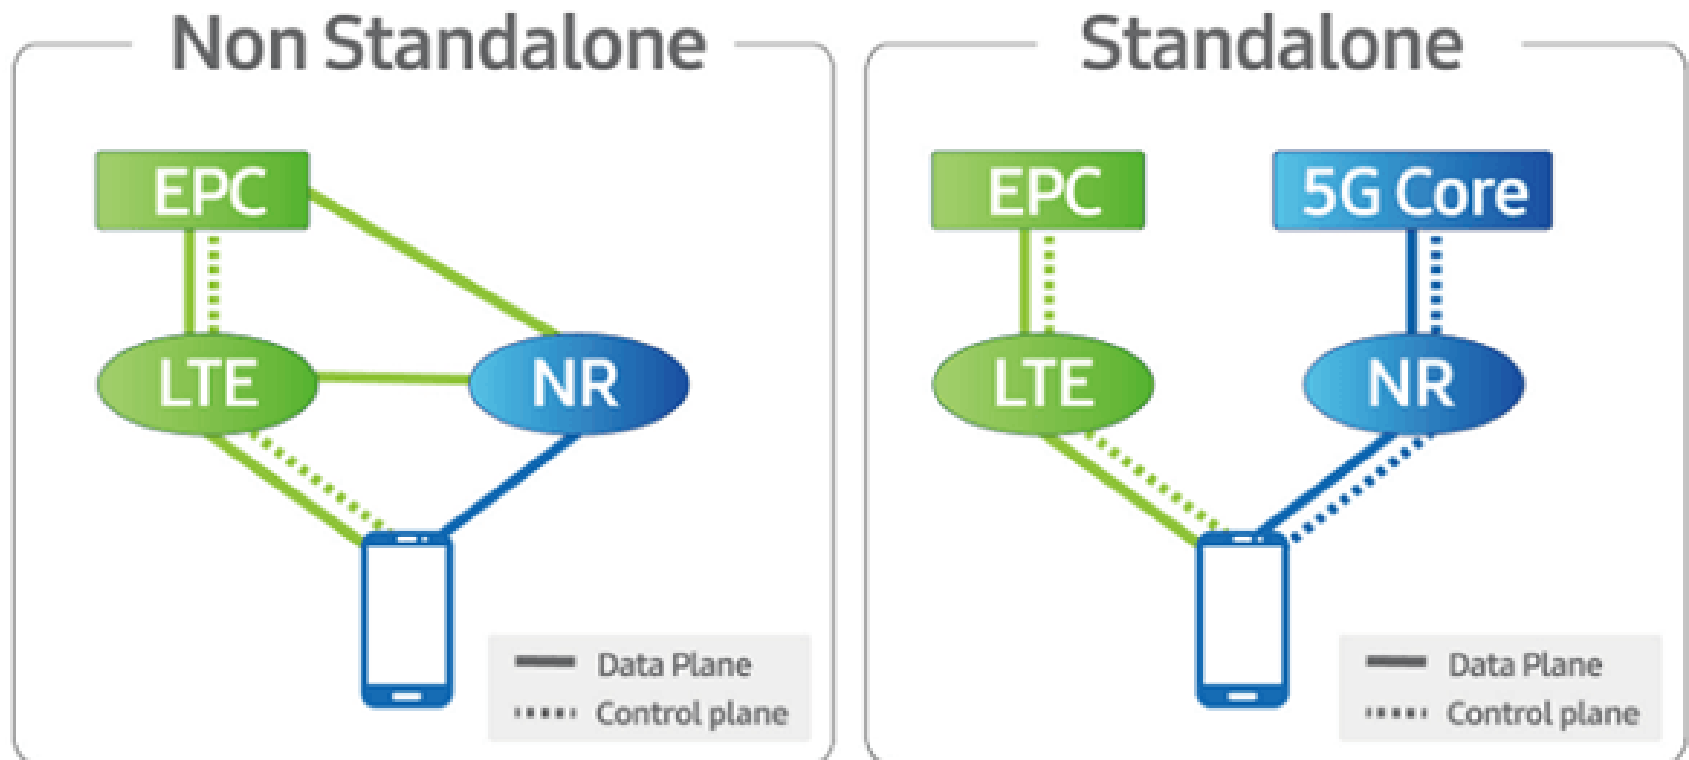 Non Standalone
EPC
LTE
NR
Data Plane
Control plane
Standalone
EPC
5G Core
LTE
NR
Data Plane
Control plane